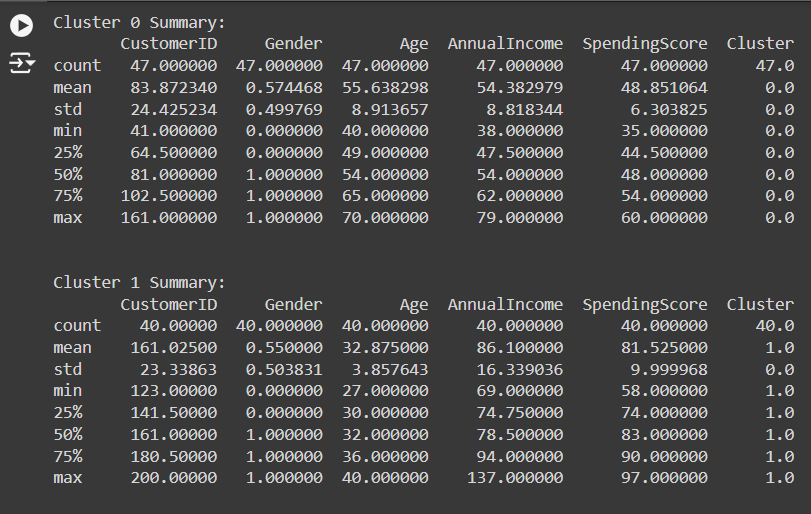 Cluster 0 Summary:
CustomerID Gender Age AnnualIncome SpendingScore Cluster
count 47.000000 47.000000 47.000000 47.000000 47.000000 47.0
mean 83.872340 0.574468 55.638298 54.382979 48.851064 0.0
std 24.425234 0.499769 8.913657 8.818344 6.303825 0.0
min 41.000000 0.000000 40.000000 38.000000 35.000000 0.0
25% 64.500000 0.000000 49.000000 47.500000 44.500000 0.0
50% 81.000000 1.000000 54.000000 54.000000 48.000000 0.0
75% 102.500000 1.000000 65.000000 62.000000 54.000000 0.0
max 161.000000 1.000000 70.000000 79.000000 60.000000 0.0
Cluster 1 Summary:
CustomerID Gender Age AnnualIncome SpendingScore Cluster
count 40.00000 40.000000 40.000000 40.000000 40.000000 40.0
mean 161.02500 0.550000 32.875000 86.100000 81.525000 1.0
std 23.33863 0.503831 3.857643 16.339036 9.999968 0.0
min 123.00000 0.000000 27.000000 69.000000 58.000000 1.0
25% 141.50000 0.000000 30.000000 74.750000 74.000000 1.0
50% 161.00000 1.000000 32.000000 78.500000 83.000000 1.0
75% 180.50000 1.000000 36.000000 94.000000 90.000000 1.0
max 200.00000 1.000000 40.000000 137.000000 97.000000 1.0